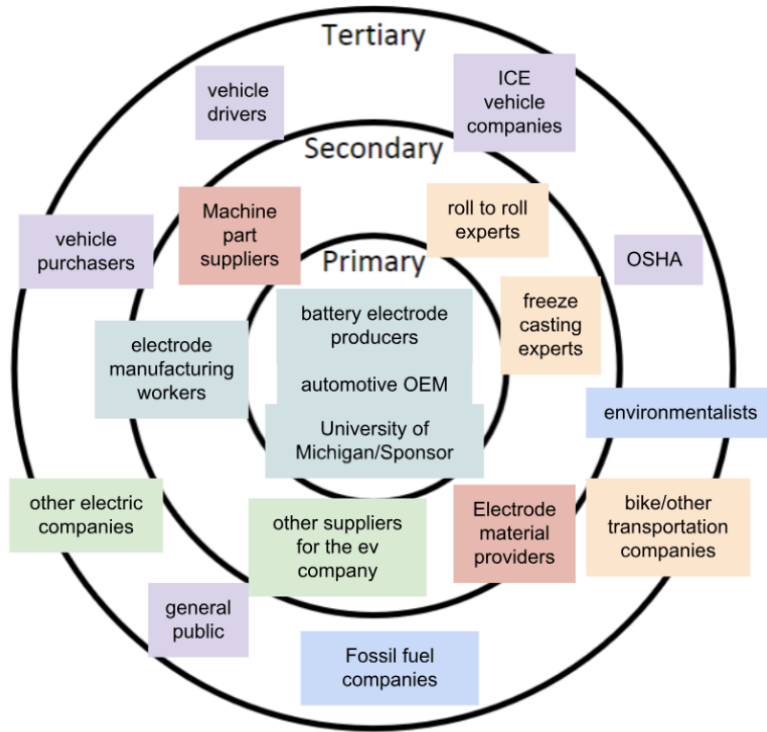 Tertiary
vehicle
drivers
ICE
vehicle
companies
Secondary
Machine
part
suppliers
roll to roll
experts
vehicle
purchasers
OSHA
Primary
battery electrode
producers
freeze
casting
experts
electrode
manufacturing
workers
automotive OEM
University of
Michigan/Sponsor
environmentalists
other electric
companies
other suppliers
for the ev
company
Electrode
material
providers
bike/other
transportation
companies
general
public
Fossil fuel
companies